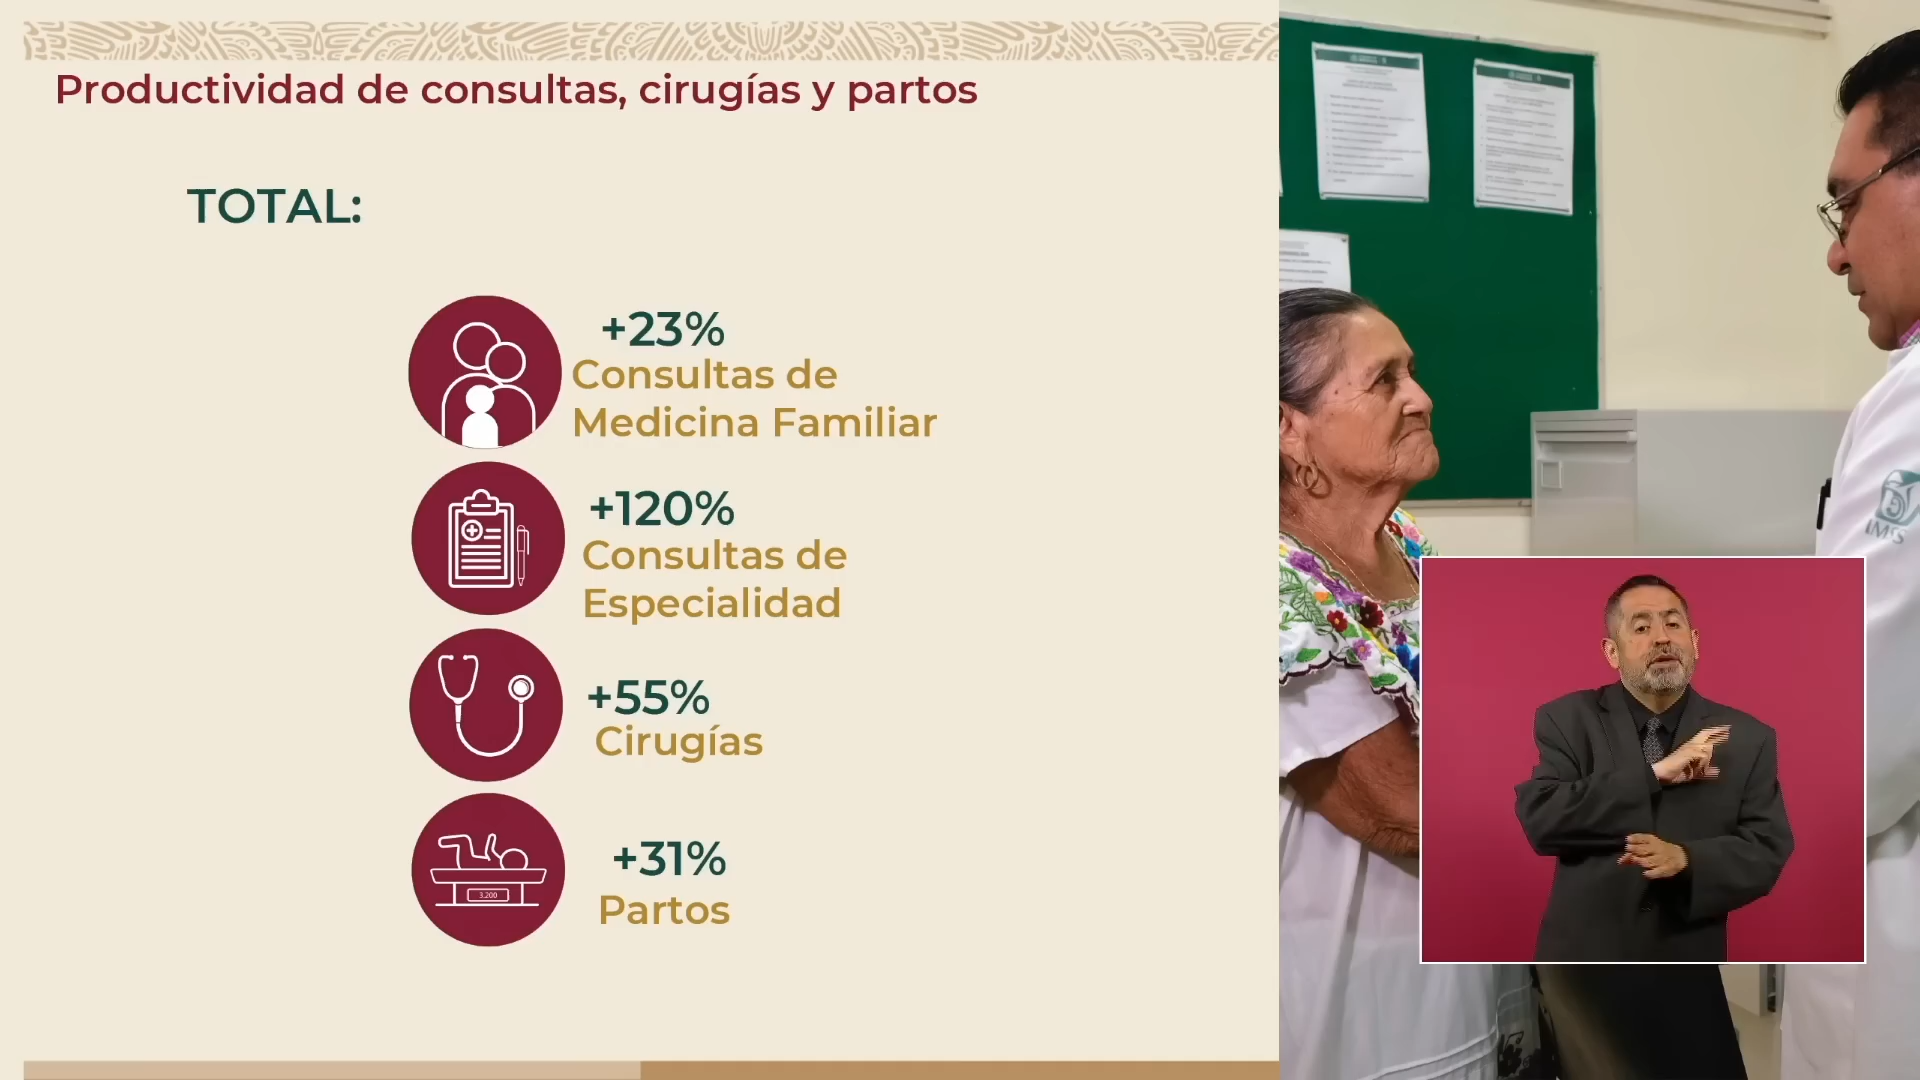 Productividad de consultas, cirugías y partos
TOTAL:
+23%
Consultas de
Medicina Familiar
+120%
Consultas de
Especialidad
+55%
Cirugías
3.200
+31%
Partos
IMSS